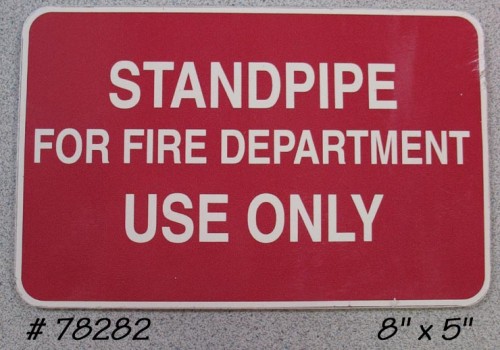 STANDPIPE
FOR FIRE DEPARTMENT
USE ONLY
# 78282 8" x 5"